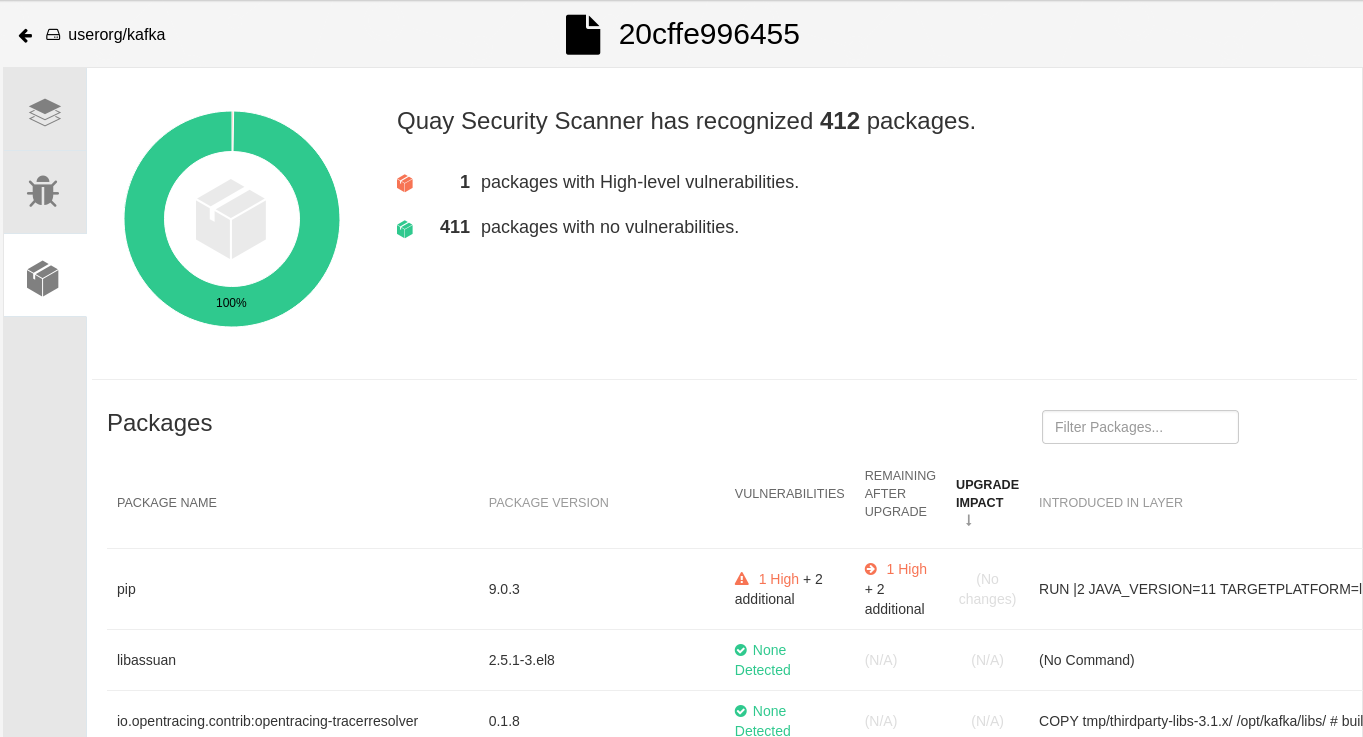 userorg/kafka
20cffe996455
Quay Security Scanner has recognized 412 packages.
1 packages with High-level vulnerabilities.
411 packages with no vulnerabilities.
100%
Packages
Filter Packages...
PACKAGE NAME
PACKAGE VERSION
VULNERABILITIES
REMAINING
AFTER
UPGRADE
UPGRADE
IMPACT
↓
INTRODUCED IN LAYER
pip
9.0.3
1 High + 2
additional
1 High
+ 2
additional
(No
changes)
RUN |2 JAVA_VERSION=11 TARGETPLATFORM=l
libassuan
2.5.1-3.el8
None
Detected
(N/A)
(N/A)
(No Command)
io.opentracing.contrib:opentracing-tracerresolver
0.1.8
None
Detected
(N/A)
(N/A)
COPY tmp/thirdparty-libs-3.1.x/ /opt/kafka/libs/ # buil